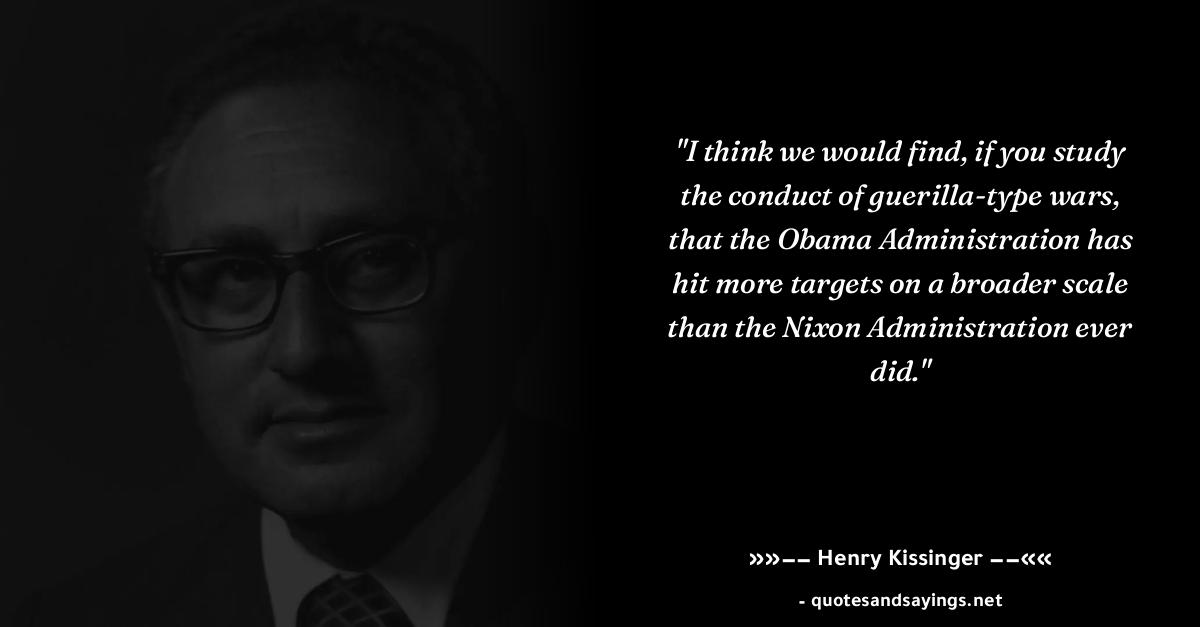 "I think we would find, if you study
the conduct of guerilla-type wars,
that the Obama Administration has
hit more targets on a broader scale
than the Nixon Administration ever
did."
»»–– Henry Kissinger ––««
- quotesandsayings.net